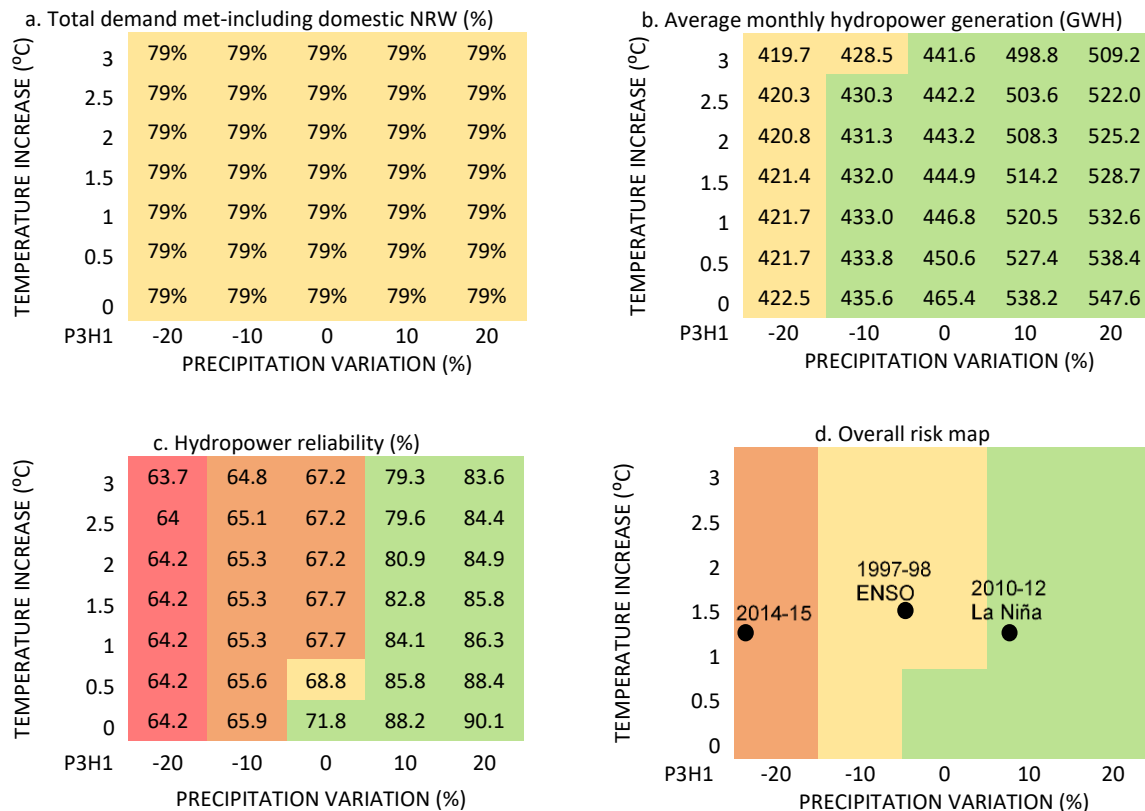 a. Total demand met-including domestic NRW (%)
TEMPERATURE INCREASE (⁰C)
3 79% 79% 79% 79% 79%
2.5 79% 79% 79% 79% 79%
2 79% 79% 79% 79% 79%
1.5 79% 79% 79% 79% 79%
1 79% 79% 79% 79% 79%
0.5 79% 79% 79% 79% 79%
0 79% 79% 79% 79% 79%
P3H1 -20 -10 0 10 20
PRECIPITATION VARIATION (%)
b. Average monthly hydropower generation (GWH)
TEMPERATURE INCREASE (⁰C)
3 419.7 428.5 441.6 498.8 509.2
2.5 420.3 430.3 442.2 503.6 522.0
2 420.8 431.3 443.2 508.3 525.2
1.5 421.4 432.0 444.9 514.2 528.7
1 421.7 433.0 446.8 520.5 532.6
0.5 421.7 433.8 450.6 527.4 538.4
0 422.5 435.6 465.4 538.2 547.6
P3H1 -20 -10 0 10 20
PRECIPITATION VARIATION (%)
c. Hydropower reliability (%)
TEMPERATURE INCREASE (⁰C)
3 63.7 64.8 67.2 79.3 83.6
2.5 64 65.1 67.2 79.6 84.4
2 64.2 65.3 67.2 80.9 84.9
1.5 64.2 65.3 67.7 82.8 85.8
1 64.2 65.3 67.7 84.1 86.3
0.5 64.2 65.6 68.8 85.8 88.4
0 64.2 65.9 71.8 88.2 90.1
P3H1 -20 -10 0 10 20
PRECIPITATION VARIATION (%)
d. Overall risk map
TEMPERATURE INCREASE (⁰C)
3
2.5
2
1.5
1
0.5
0
1997-98
ENSO
2010-12
La Niña
2014-15
P3H1 -20 -10 0 10 20
PRECIPITATION VARIATION (%)